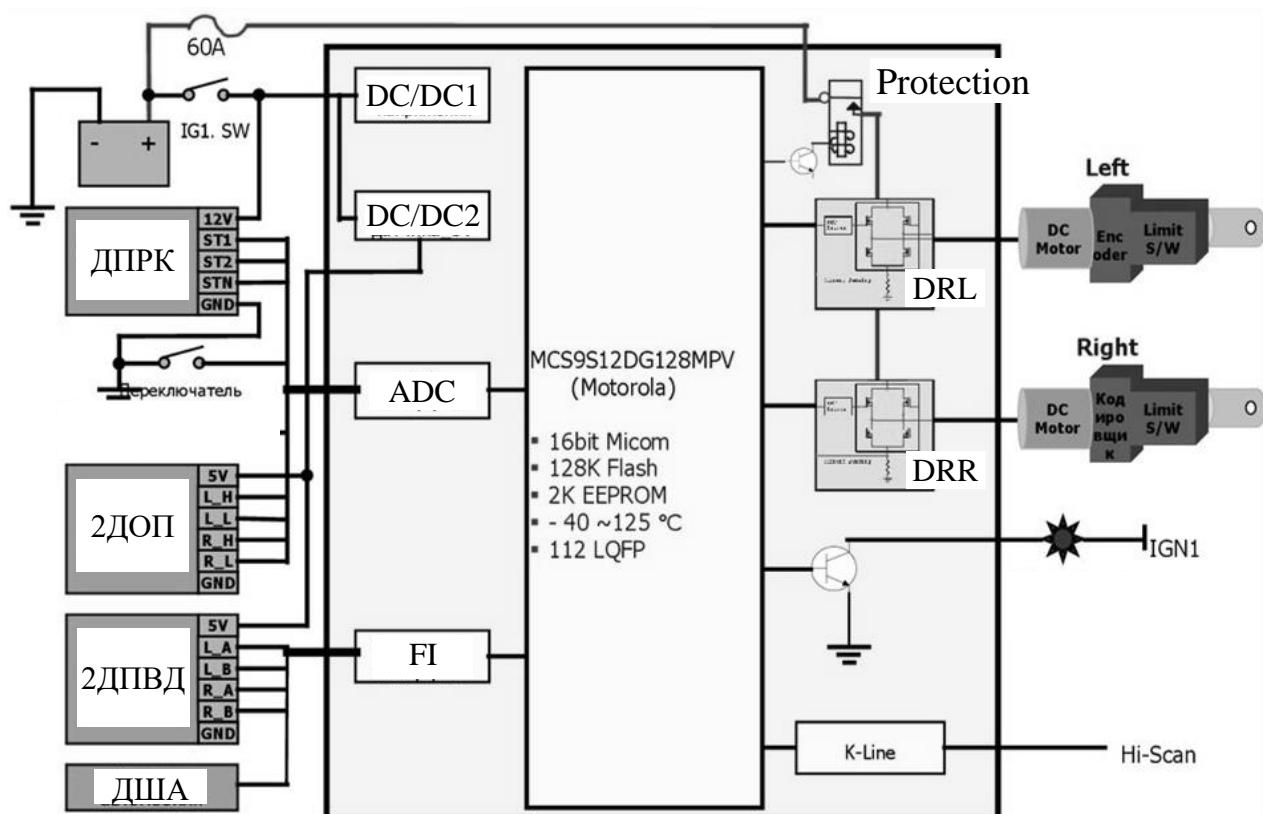 60A
IG1. SW
-
+
DC/DC1
Protection
DC/DC2
ДПРК
12V
ST1
ST2
STN
GND
Переключатель
ADC
MCS9S12DG128MPV
(Motorola)
▪ 16bit Micom
▪ 128K Flash
▪ 2K EEPROM
▪ - 40 ~125 °C
▪ 112 LQFP
DRL
Left
DC
Motor
Enc
oder
Limit
S/W
Right
DRR
DC
Motor
Код
иро
вщи
к
Limit
S/W
2ДОП
5V
L_H
L_L
R_H
R_L
GND
IGN1
2ДПВД
5V
L_A
L_B
R_A
R_B
GND
FI
ДША
K-Line
Hi-Scan